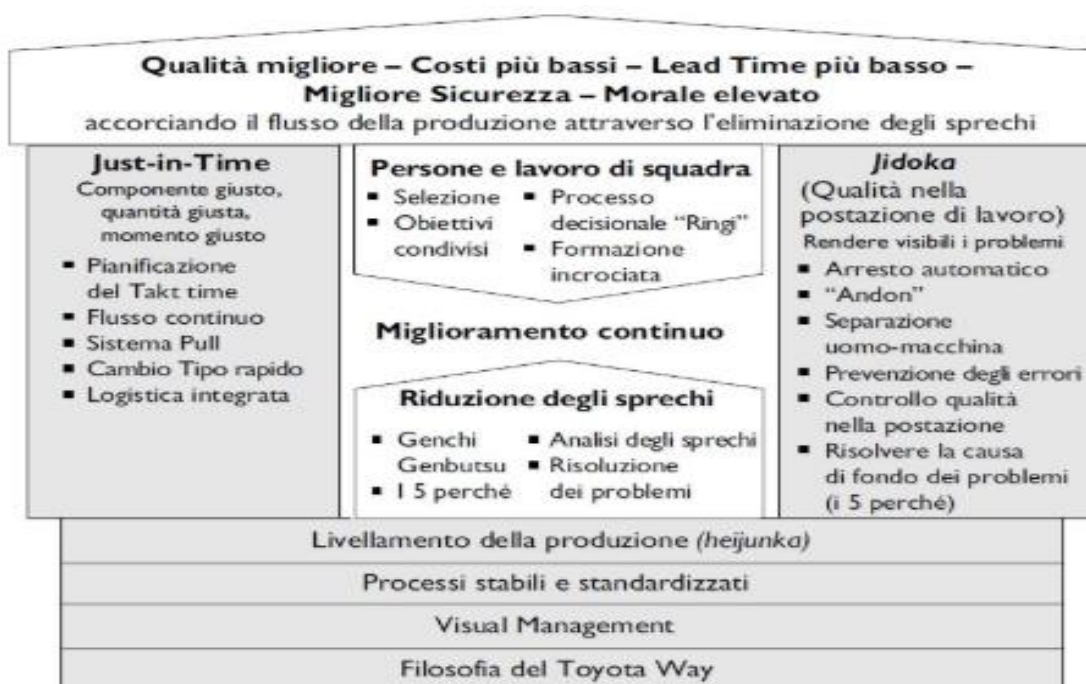 Qualità migliore – Costi più bassi – Lead Time più basso –
Migliore Sicurezza – Morale elevato
accorciando il flusso della produzione attraverso l'eliminazione degli sprechi
Just-in-Time
Componente giusto,
quantità giusta,
momento giusto
▪ Pianificazione
del Takt time
▪ Flusso continuo
▪ Sistema Pull
▪ Cambio Tipo rapido
▪ Logistica integrata
Persone e lavoro di squadra
▪ Selezione
▪ Obiettivi
condivisi
▪ Processo
decisionale “Ringi”
▪ Formazione
incrociata
Miglioramento continuo
Riduzione degli sprechi
▪ Genchi
Genbutsu
▪ I 5 perché
▪ Analisi degli sprechi
▪ Risoluzione
dei problemi
Jidoka
(Qualità nella
postazione di lavoro)
Rendere visibili i problemi
▪ Arresto automatico
▪ “Andon”
▪ Separazione
uomo-macchina
▪ Prevenzione degli errori
▪ Controllo qualità
nella postazione
▪ Risolvere la causa
di fondo dei problemi
(i 5 perché)
Livellamento della produzione (heijunka)
Processi stabili e standardizzati
Visual Management
Filosofia del Toyota Way